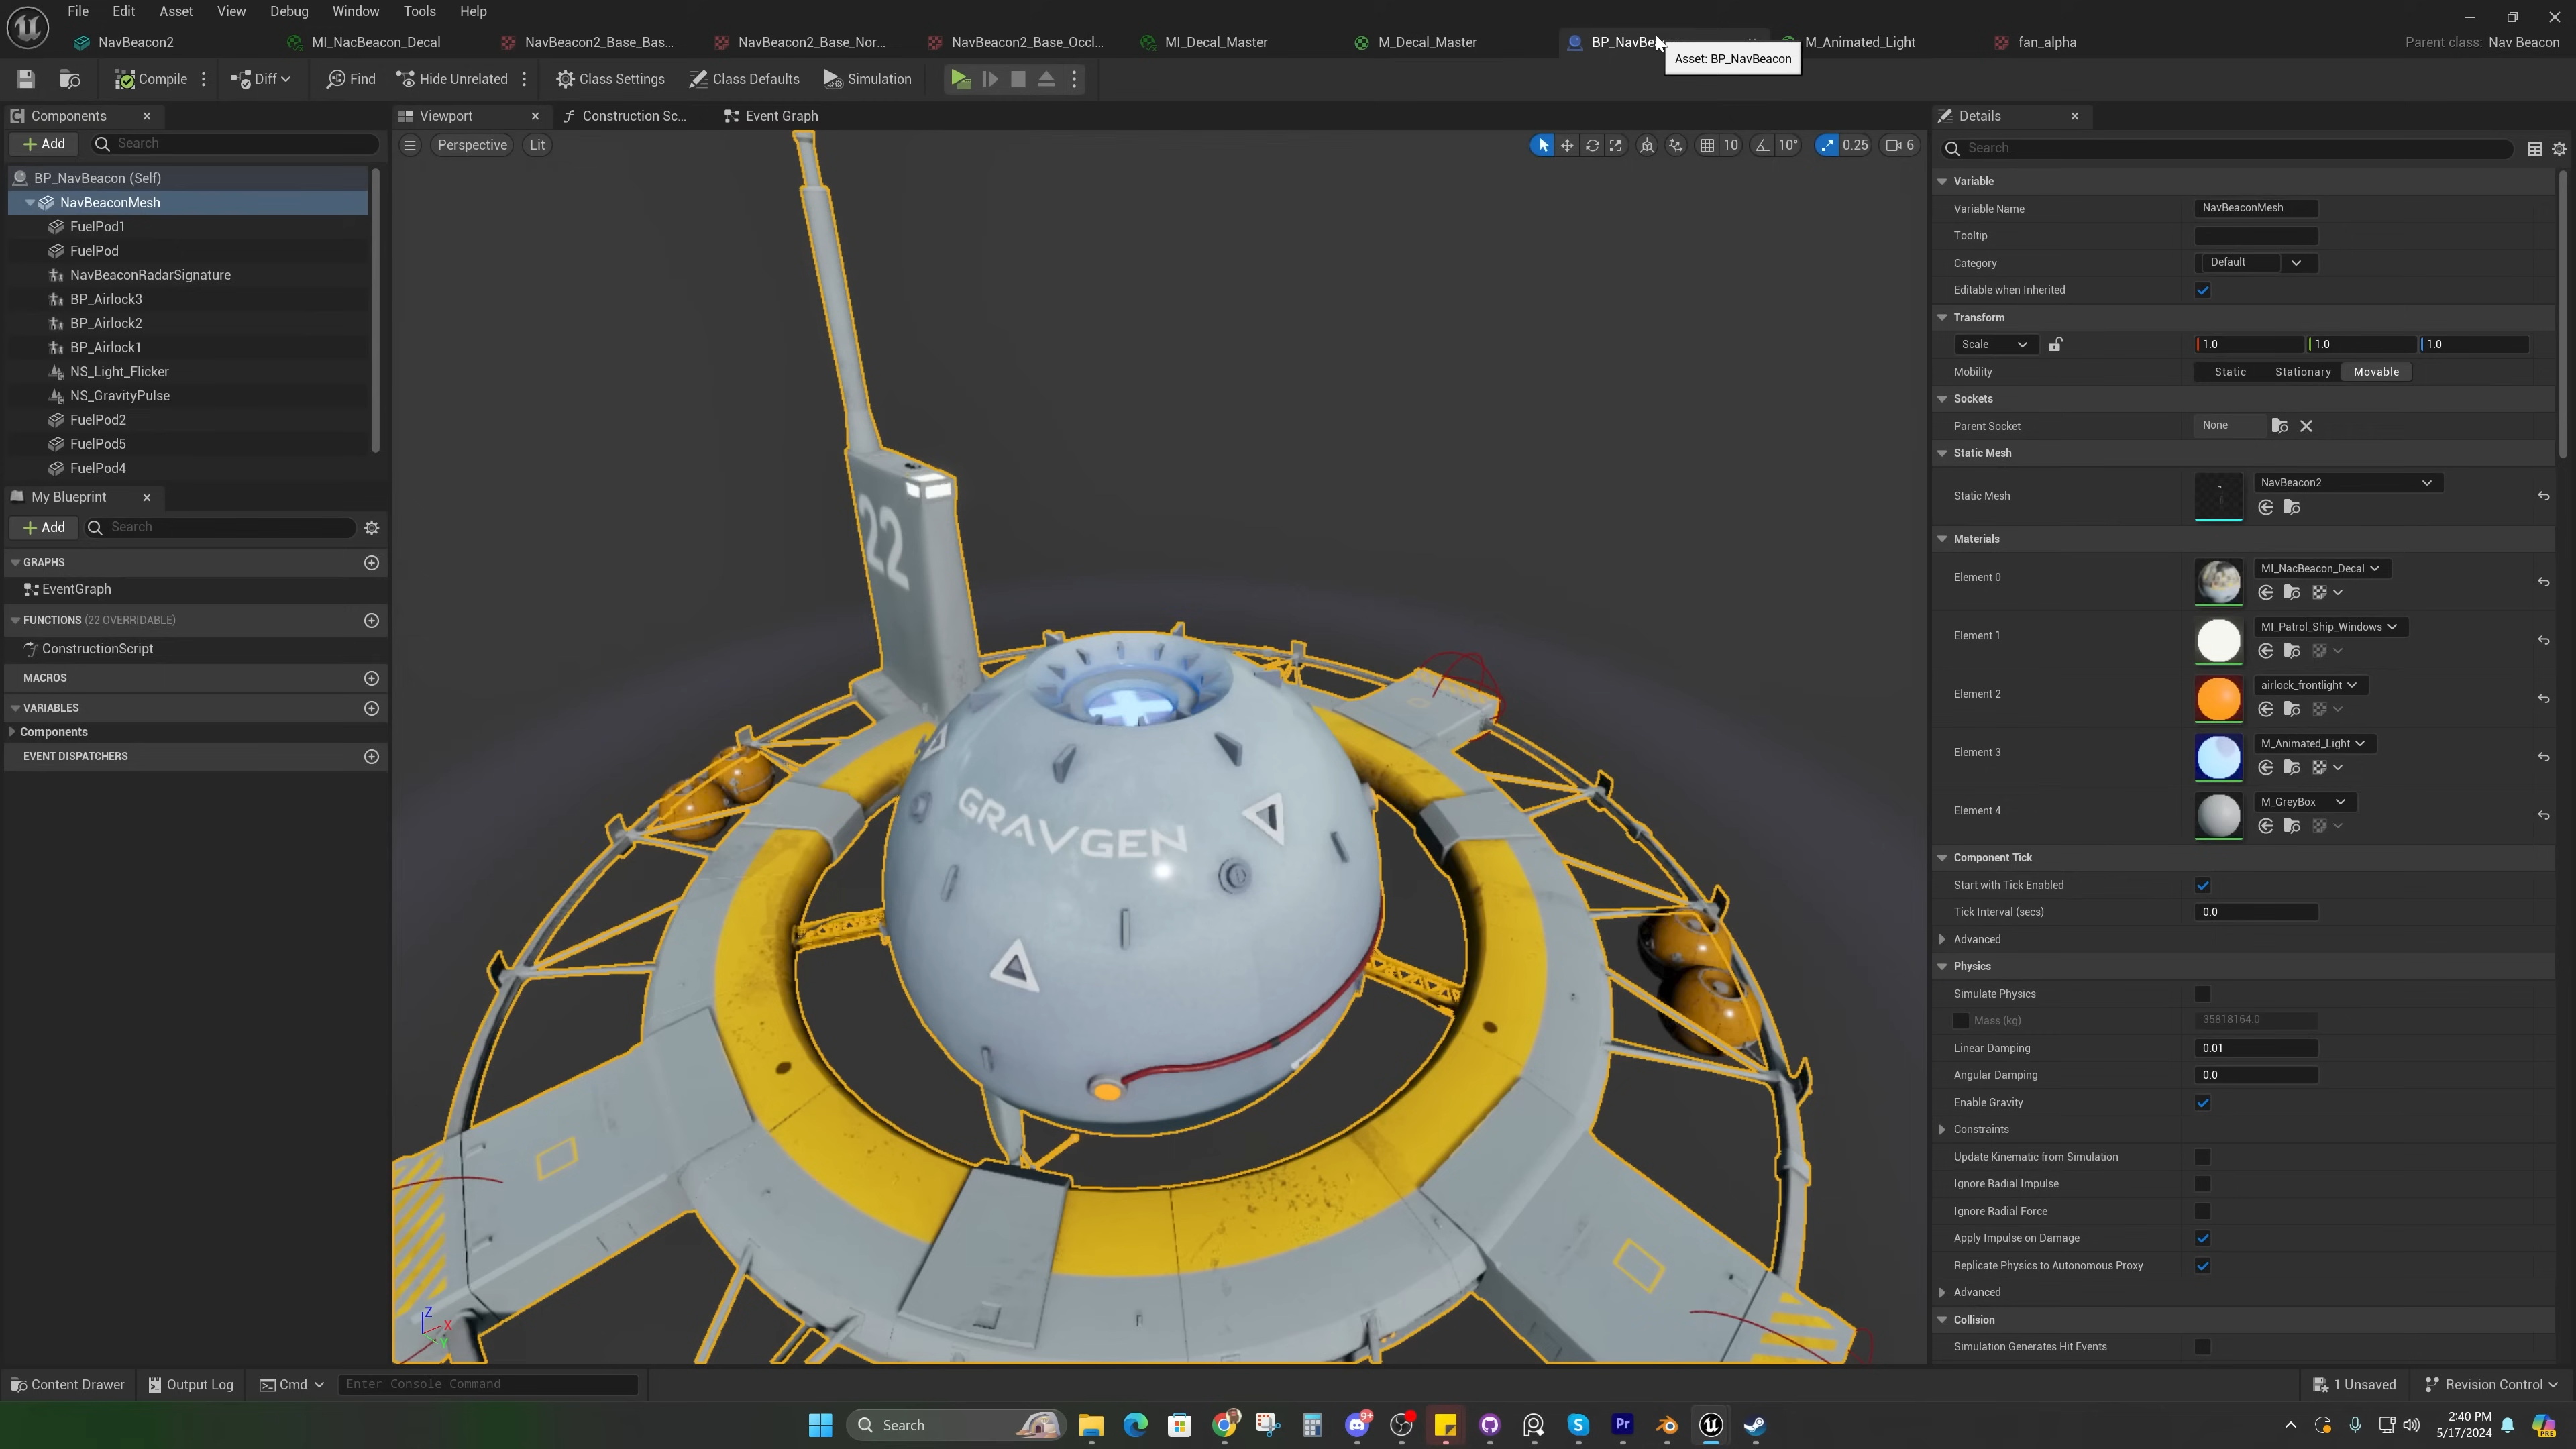 File Edit Asset View Debug Window Tools Help
NavBeacon2 MI_NacBeacon_Decal NavBeacon2_Base_Bas... NavBeacon2_Base_Nor... NavBeacon2_Base_Occl... MI_Decal_Master M_Decal_Master BP_NavBeacon M_Animated_Light fan_alpha Parent class: Nav Beacon
Asset: BP_NavBeacon
Compile Diff Find Hide Unrelated Class Settings Class Defaults Simulation
Components
Add Search
BP_NavBeacon (Self)
NavBeaconMesh
FuelPod1
FuelPod
NavBeaconRadarSignature
BP_Airlock3
BP_Airlock2
BP_Airlock1
NS_Light_Flicker
NS_GravityPulse
FuelPod2
FuelPod5
FuelPod4
My Blueprint
Add Search
GRAPHS
EventGraph
FUNCTIONS (22 OVERRIDABLE)
ConstructionScript
MACROS
VARIABLES
Components
EVENT DISPATCHERS
Viewport Construction Sc... Event Graph
Perspective Lit 10 10° 0.25 6
22
GRAVGEN
Z
X
Y
Details
Search
Variable
Variable Name NavBeaconMesh
Tooltip
Category Default
Editable when Inherited
Transform
Scale 1.0 1.0 1.0
Mobility Static Stationary Movable
Sockets
Parent Socket None
Static Mesh
Static Mesh NavBeacon2
Materials
Element 0 MI_NacBeacon_Decal
Element 1 MI_Patrol_Ship_Windows
Element 2 airlock_frontlight
Element 3 M_Animated_Light
Element 4 M_GreyBox
Component Tick
Start with Tick Enabled
Tick Interval (secs) 0.0
Advanced
Physics
Simulate Physics
Mass (kg) 35818164.0
Linear Damping 0.01
Angular Damping 0.0
Enable Gravity
Constraints
Update Kinematic from Simulation
Ignore Radial Impulse
Ignore Radial Force
Apply Impulse on Damage
Replicate Physics to Autonomous Proxy
Advanced
Collision
Simulation Generates Hit Events
Content Drawer Output Log Cmd Enter Console Command 1 Unsaved Revision Control
Search 9+ Pr 2:40 PM PRE
5/17/2024